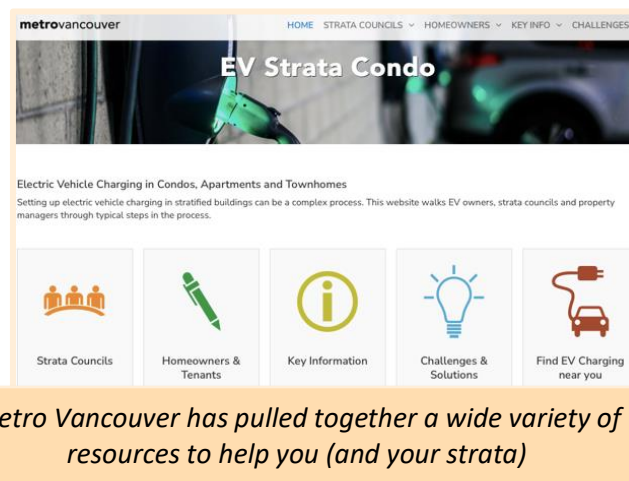 metrovancouver
HOME STRATA COUNCILS HOMEOWNERS KEY INFO CHALLENGES
EV Strata Condo
Electric Vehicle Charging in Condos, Apartments and Townhomes
Setting up electric vehicle charging in stratified buildings can be a complex process. This website walks EV owners, strata councils and property
managers through typical steps in the process.
Strata Councils
Homeowners &
Tenants
Key Information
Challenges &
Solutions
Find EV Charging
near you
etro Vancouver has pulled together a wide variety of
resources to help you (and your strata)